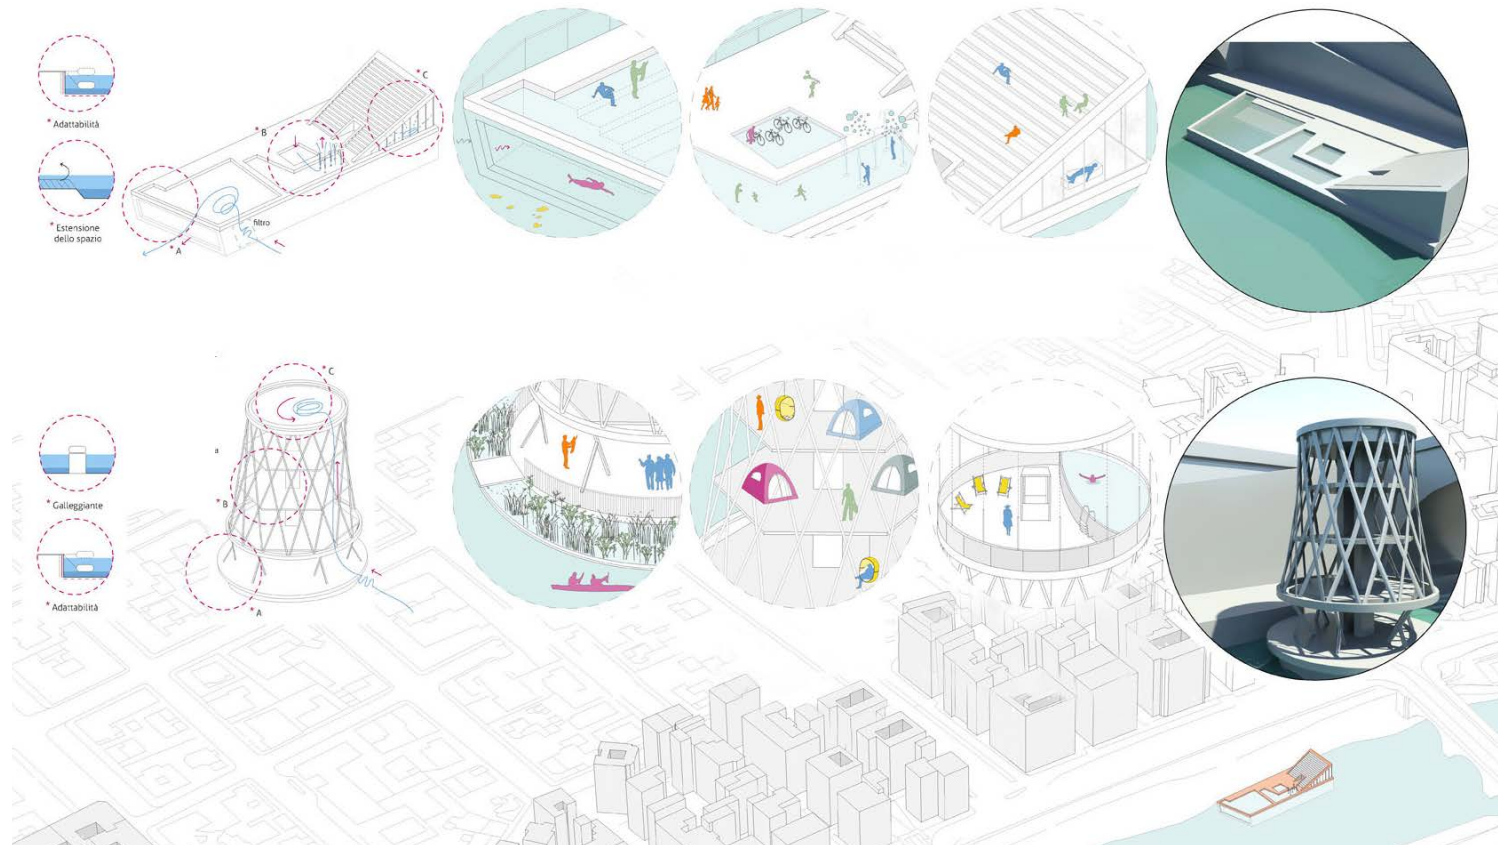 * Adattabilità
* Estensione
dello spazio
* A
* B
* C
filtro
* Galleggiante
* Adattabilità
* C
* B
* A